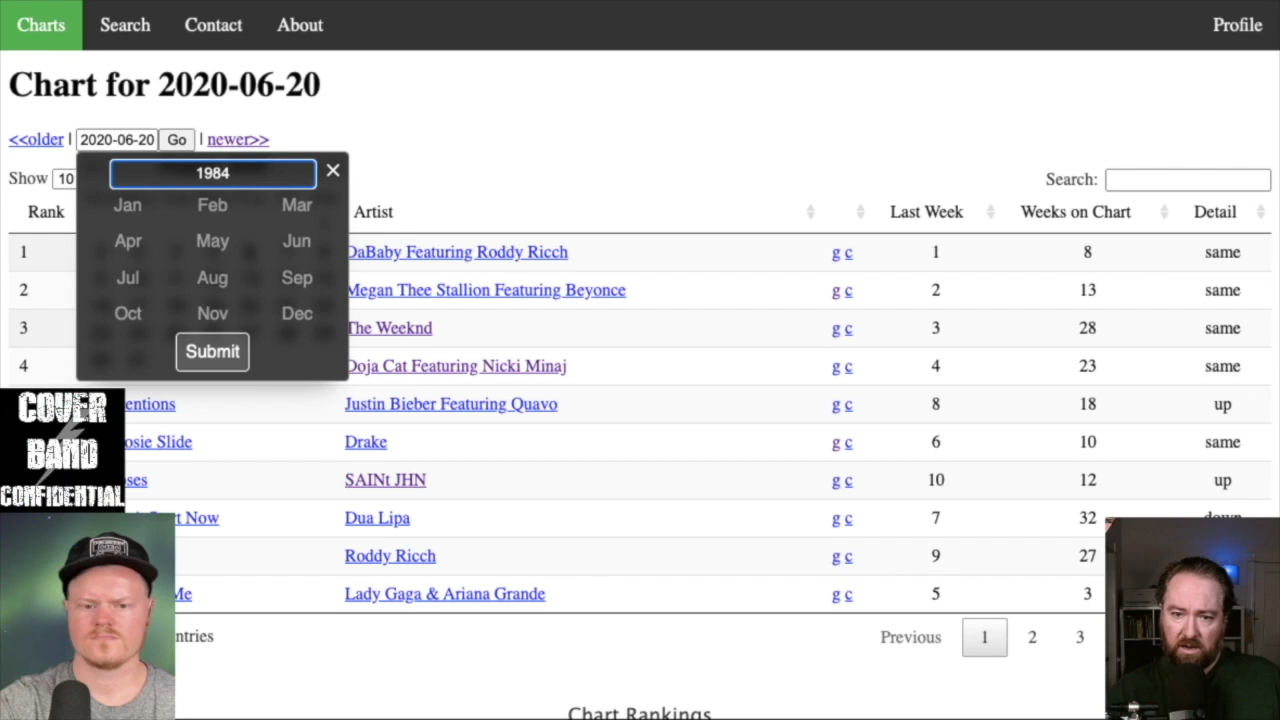 Charts Search Contact About Profile
Chart for 2020-06-20
<<older | 2020-06-20 Go | newer>>
1984 ×
Show 10
Search:
Jan Feb Mar
Apr May Jun
Jul Aug Sep
Oct Nov Dec
Submit
Rank Artist Last Week Weeks on Chart Detail
1 DaBaby Featuring Roddy Ricch g c 1 8 same
2 Megan Thee Stallion Featuring Beyonce g c 2 13 same
3 The Weeknd g c 3 28 same
4 Doja Cat Featuring Nicki Minaj g c 4 23 same
entions Justin Bieber Featuring Quavo g c 8 18 up
osie Slide Drake g c 6 10 same
oses SAINt JHN g c 10 12 up
t Now Dua Lipa g c 7 32 down
Roddy Ricch g c 9 27
Me Lady Gaga & Ariana Grande g c 5 3
ntries Previous 1 2 3
Chart Rankings
COVER
BAND
CONFIDENTIAL